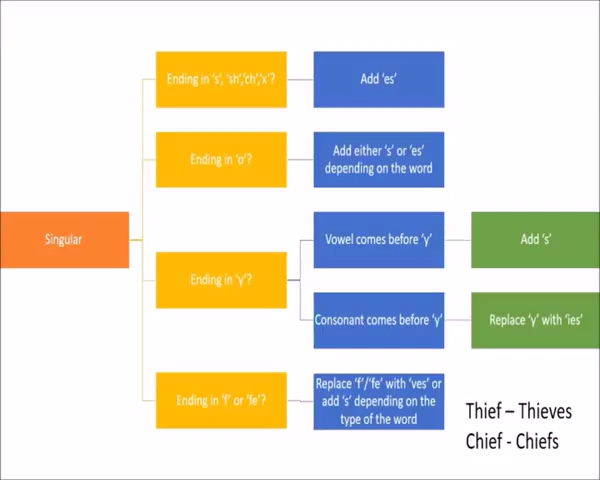 Ending in ‘s’, ‘sh’,‘ch’,‘x’?
Add ‘es’
Ending in ‘o’?
Add either ‘s’ or ‘es’
depending on the word
Singular
Vowel comes before ‘y’
Add ‘s’
Ending in ‘y’?
Consonant comes before ‘y’
Replace ‘y’ with ‘ies’
Ending in ‘f’ or ‘fe’?
Replace ‘f’/‘fe’ with ‘ves’ or
add ‘s’ depending on the
type of the word
Thief – Thieves
Chief - Chiefs